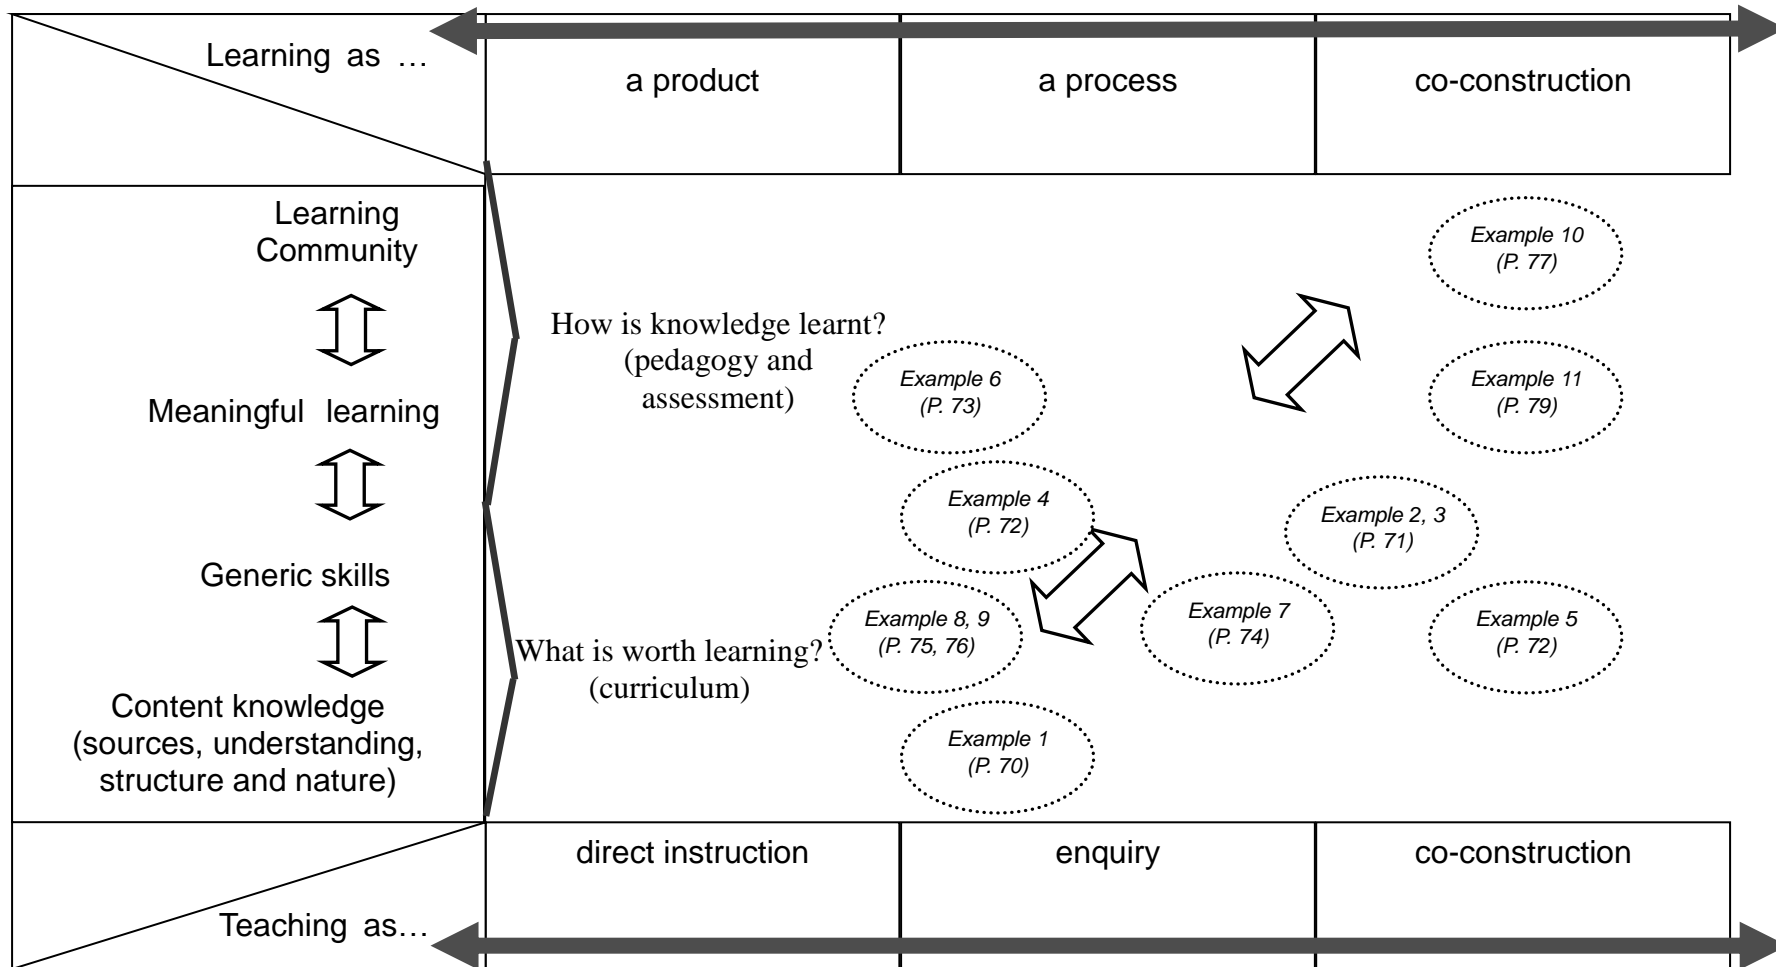 Learning as …
a product
a process
co-construction
Learning
Community
Meaningful learning
Generic skills
Content knowledge
(sources, understanding,
structure and nature)
How is knowledge learnt?
(pedagogy and
assessment)
What is worth learning?
(curriculum)
Example 10
(P. 77)
Example 6
(P. 73)
Example 11
(P. 79)
Example 4
(P. 72)
Example 2, 3
(P. 71)
Example 8, 9
(P. 75, 76)
Example 7
(P. 74)
Example 5
(P. 72)
Example 1
(P. 70)
direct instruction
enquiry
co-construction
Teaching as…